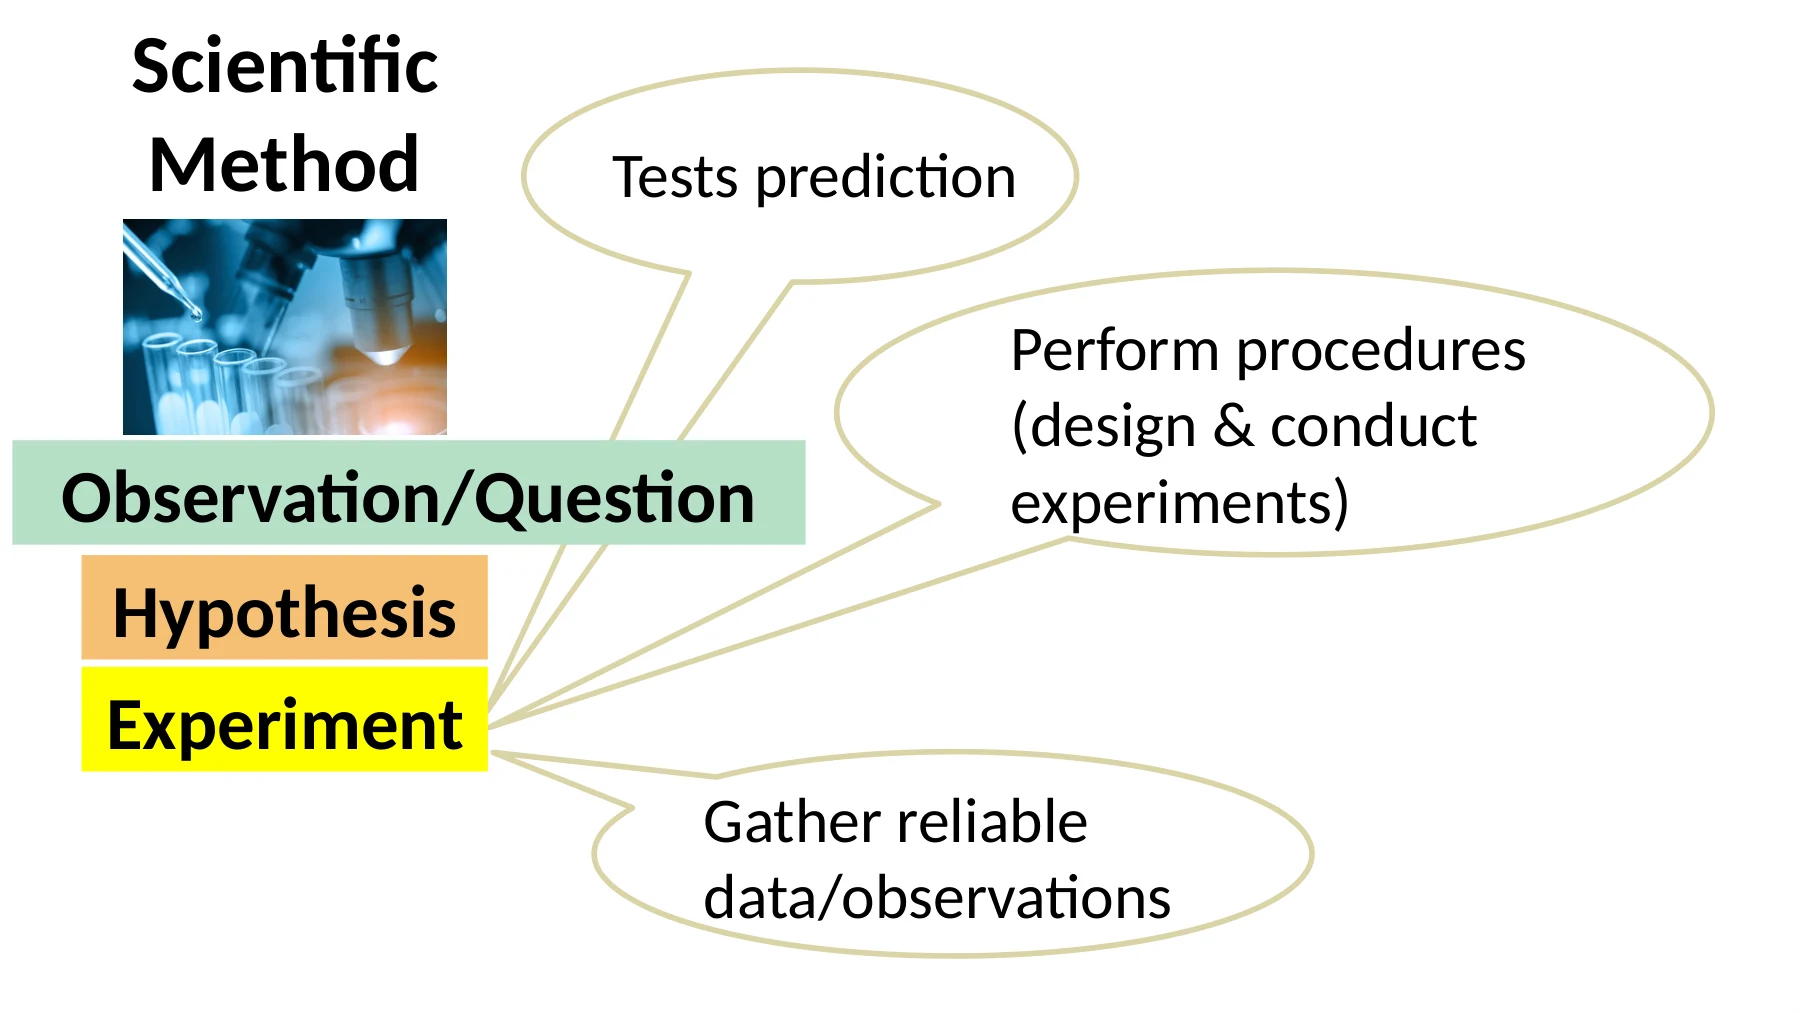 Scientific
Method
Tests prediction
Perform procedures
(design & conduct
experiments)
Observation/Question
Hypothesis
Experiment
Gather reliable
data/observations